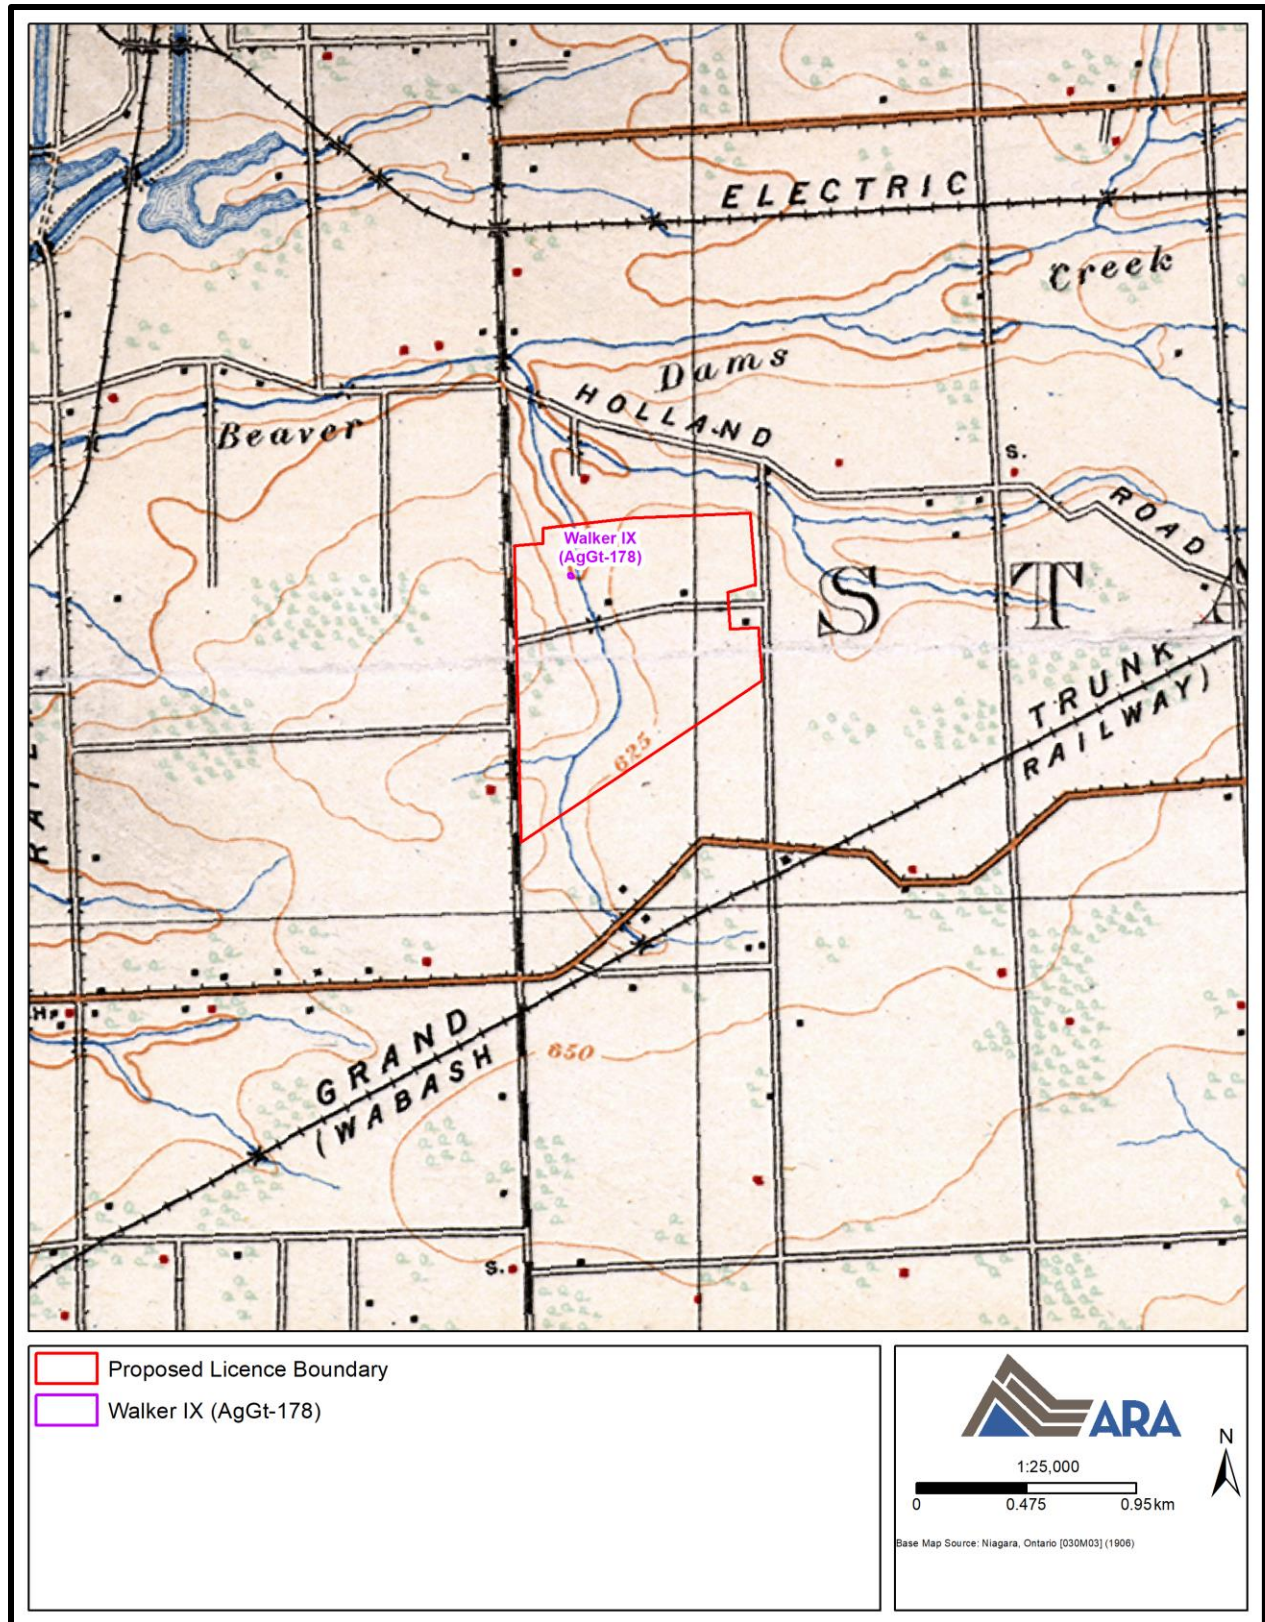 ELECTRIC
Creek
Dams
HOLLAND
Beaver
S.
ROAD
Walker IX
(AgGt-178)
S T A
TRUNK
RAILWAY)
625
GRAND
(WABASH
650
S.
Proposed Licence Boundary
Walker IX (AgGt-178)
ARA
N
1:25,000
0 0.475 0.95km
Base Map Source: Niagara, Ontario [030M03] (1906)